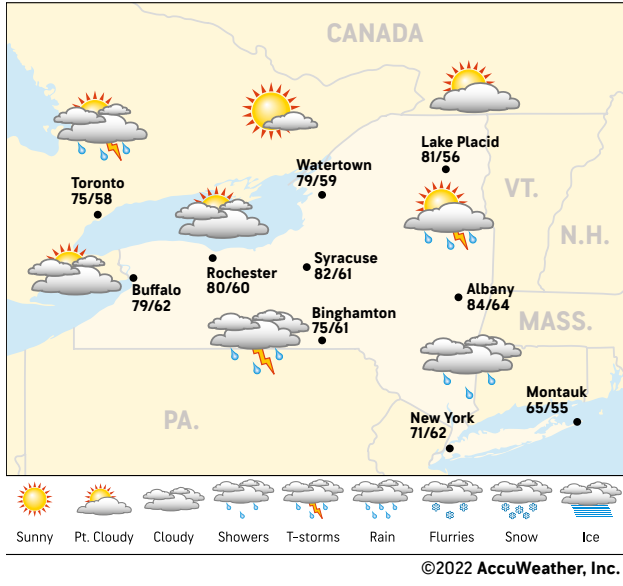 CANADA
Lake Placid
81/56
Watertown
79/59
VT.
Toronto
75/58
N.H.
Syracuse
82/61
Rochester
80/60
Buffalo
79/62
Albany
84/64
Binghamton
75/61
MASS.
Montauk
65/55
PA.
New York
71/62
Sunny Pt. Cloudy Cloudy Showers T-storms Rain Flurries Snow Ice
©2022 AccuWeather, Inc.